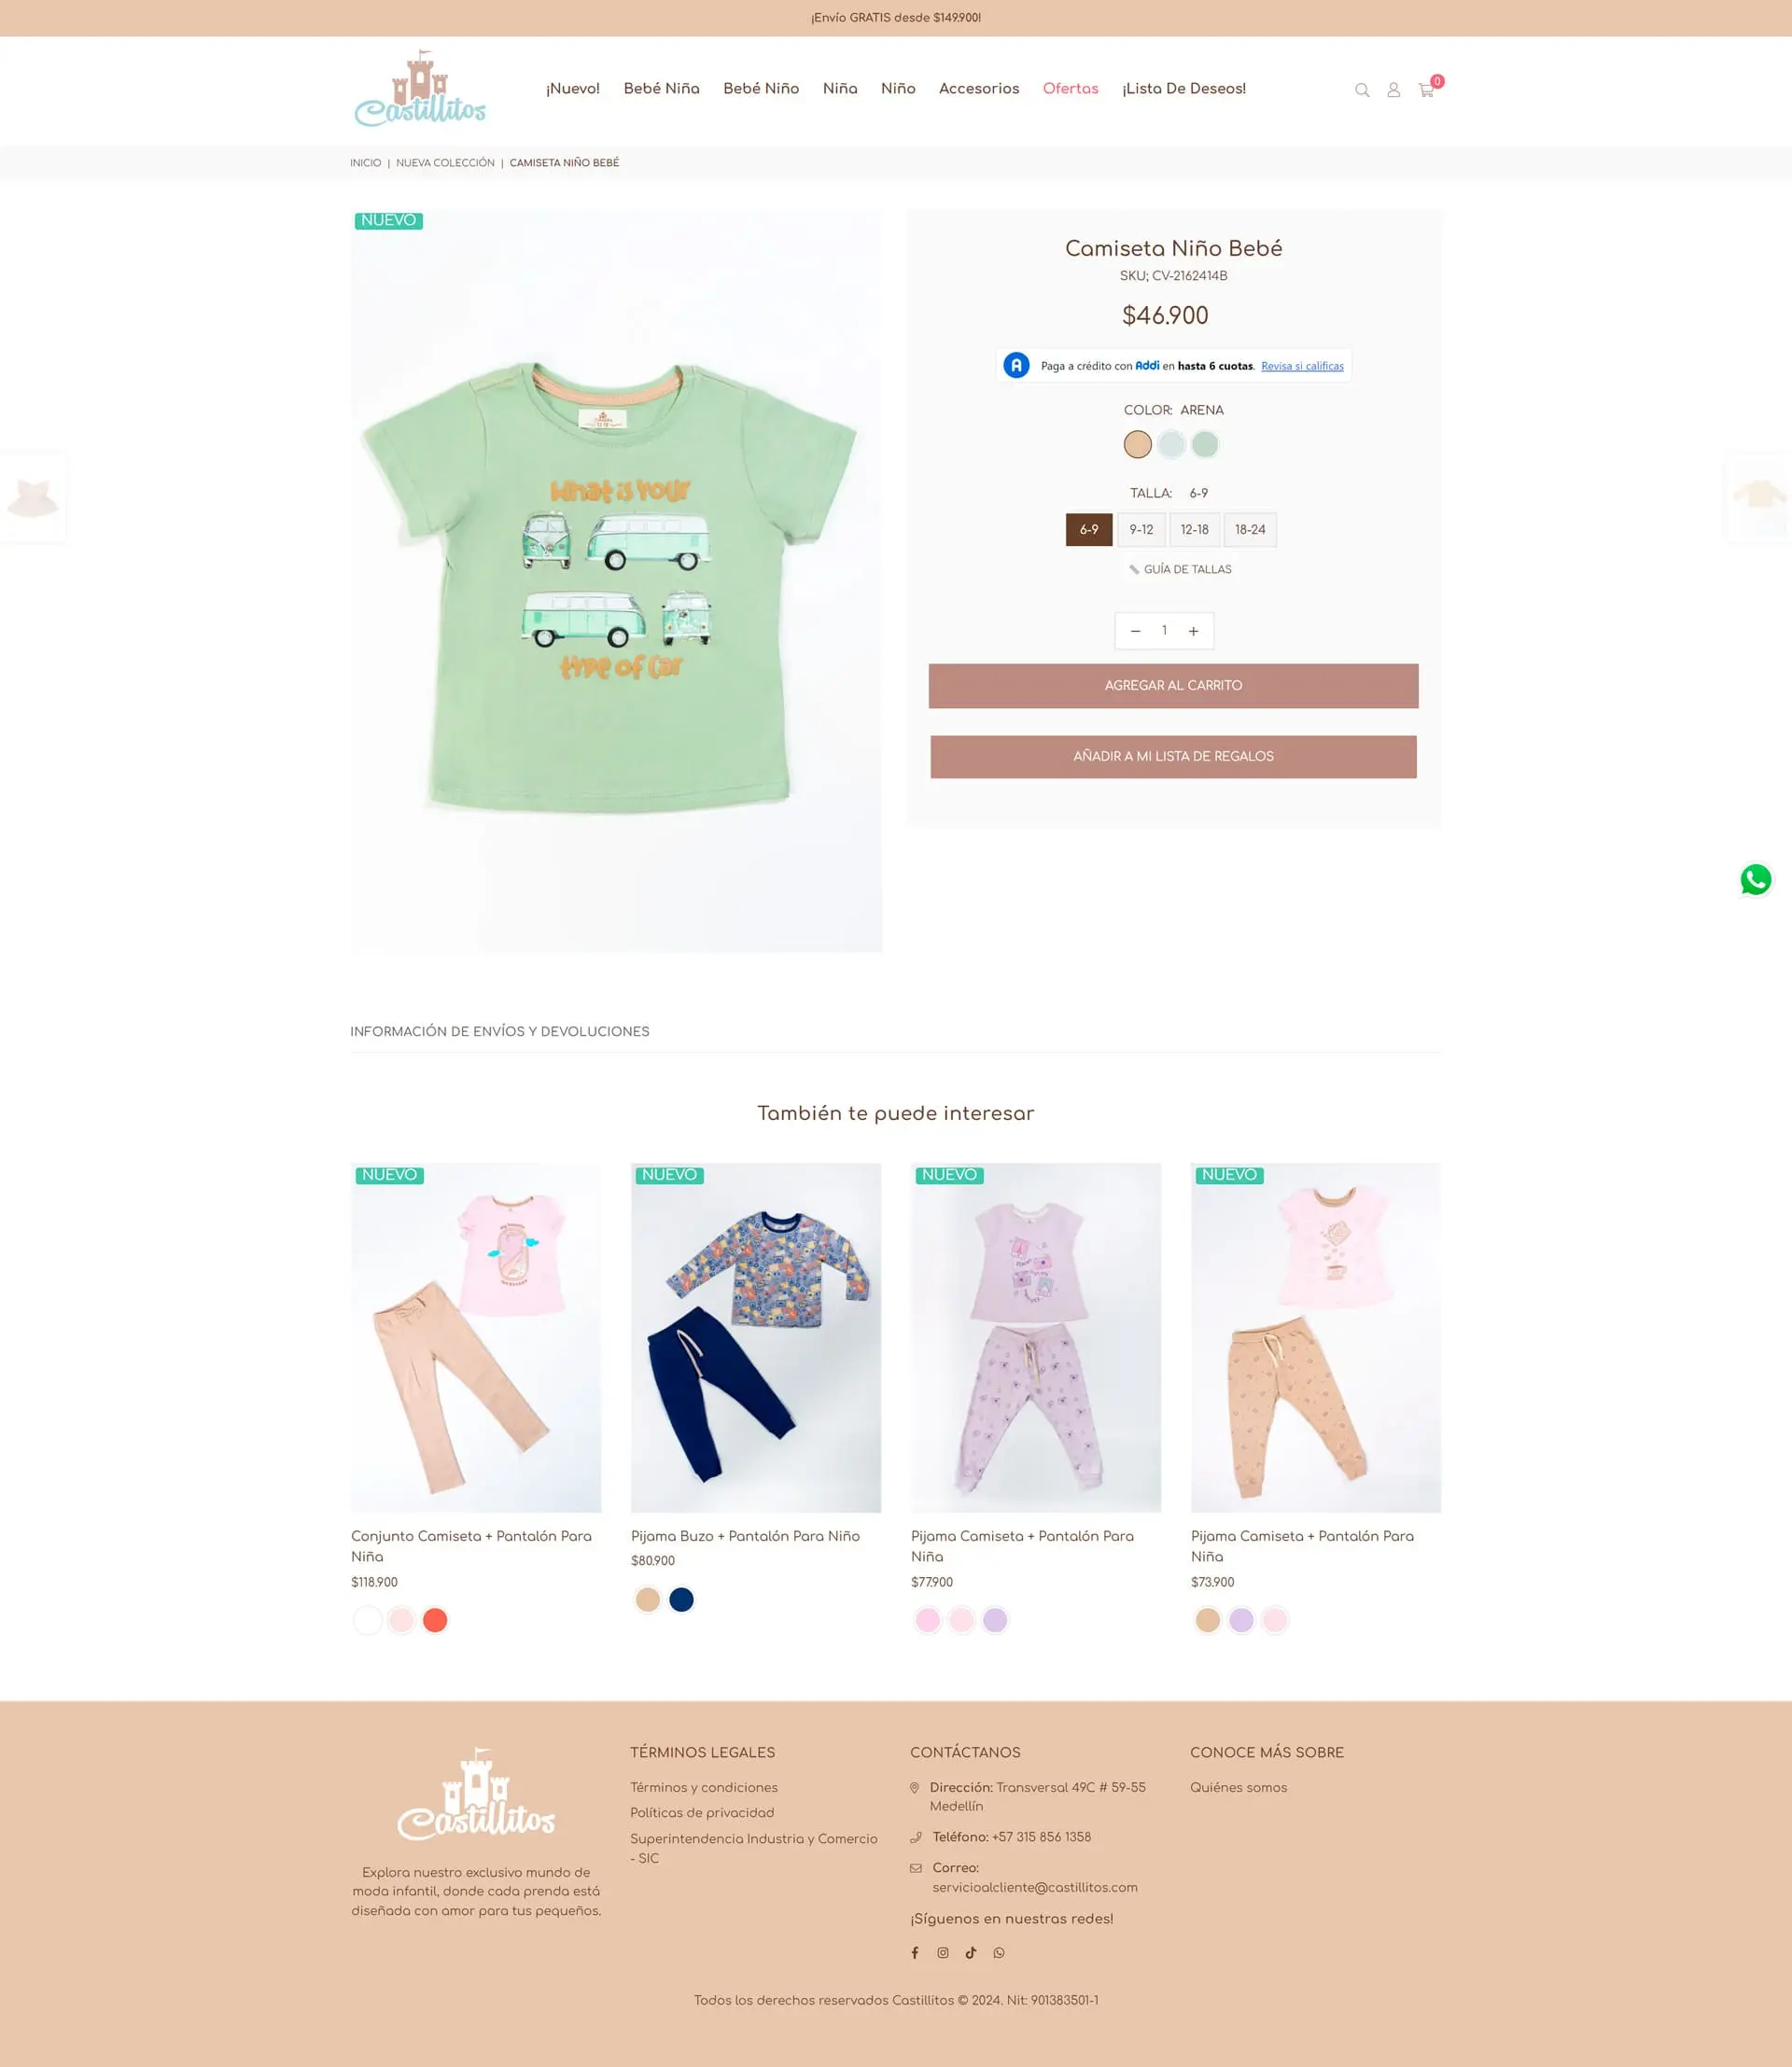 ¡Envío GRATIS desde $149.900!
Castillitos
¡Nuevo! Bebé Niña Bebé Niño Niña Niño Accesorios Ofertas ¡Lista De Deseos!
0
INICIO | NUEVA COLECCIÓN | CAMISETA NIÑO BEBÉ
NUEVO
What is your
type of car
Camiseta Niño Bebé
SKU; CV-2162414B
$46.900
Paga a crédito con Addi en hasta 6 cuotas. Revisa si calificas
COLOR: ARENA
TALLA: 6-9
6-9 9-12 12-18 18-24
GUÍA DE TALLAS
− 1 +
AGREGAR AL CARRITO
AÑADIR A MI LISTA DE REGALOS
INFORMACIÓN DE ENVÍOS Y DEVOLUCIONES
También te puede interesar
NUEVO
NUEVO
NUEVO
NUEVO
Conjunto Camiseta + Pantalón Para
Niña
$118.900
Pijama Buzo + Pantalón Para Niño
$80.900
Pijama Camiseta + Pantalón Para
Niña
$77.900
Pijama Camiseta + Pantalón Para
Niña
$73.900
Castillitos
Explora nuestro exclusivo mundo de
moda infantil, donde cada prenda está
diseñada con amor para tus pequeños.
TÉRMINOS LEGALES
Términos y condiciones
Políticas de privacidad
Superintendencia Industria y Comercio
- SIC
CONTÁCTANOS
Dirección: Transversal 49C # 59-55
Medellín
Teléfono: +57 315 856 1358
Correo:
servicioalcliente@castillitos.com
¡Síguenos en nuestras redes!
CONOCE MÁS SOBRE
Quiénes somos
Todos los derechos reservados Castillitos © 2024. Nit: 901383501-1